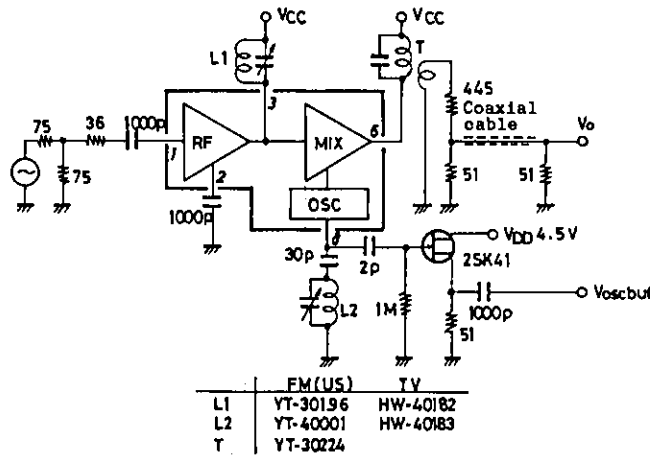 VCC
VCC
L1
T
3
445
Coaxial
cable
Vo
75
36
1000p
RF
MIX
6
1
2
75
51
51
1000p
OSC
8
30p
2p
VDD 4.5V
2SK41
L2
1M
1000p
Voscbuf
51
FM(US) TV
L1 YT-30196 HW-40182
L2 YT-40001 HW-40183
T YT-30224